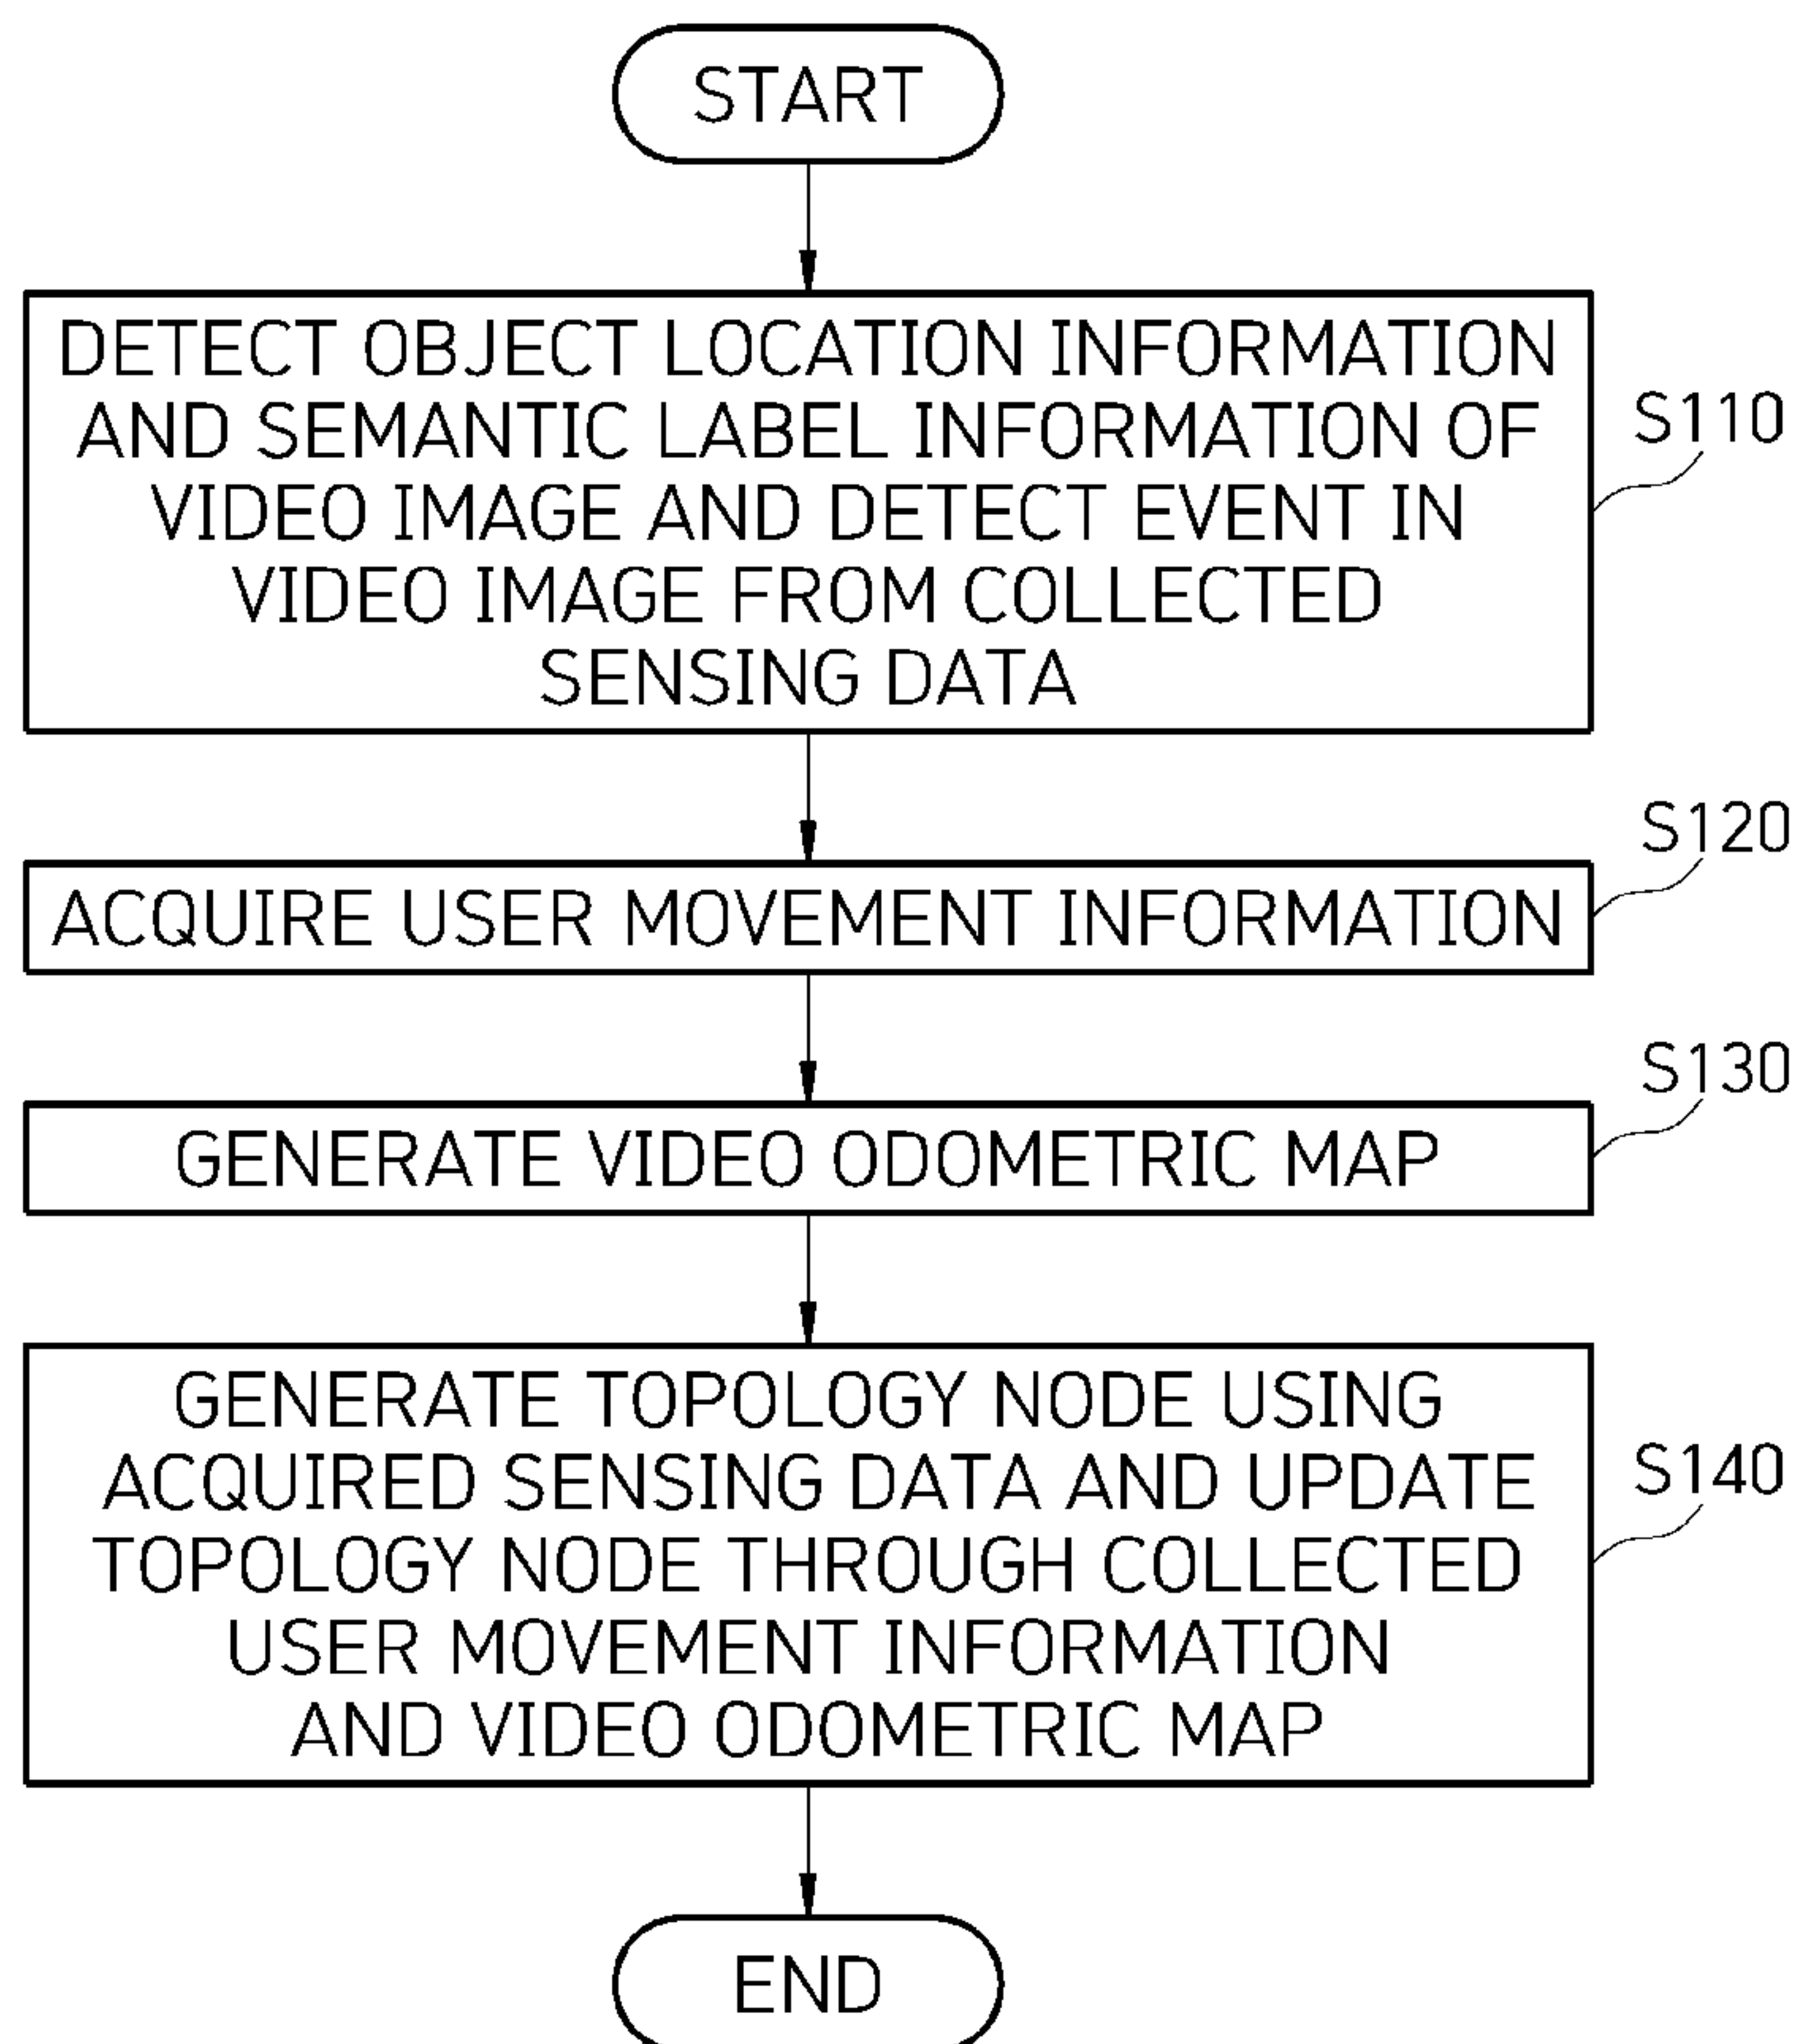 START
DETECT OBJECT LOCATION INFORMATION
AND SEMANTIC LABEL INFORMATION OF
VIDEO IMAGE AND DETECT EVENT IN
VIDEO IMAGE FROM COLLECTED
SENSING DATA
S110
S120
ACQUIRE USER MOVEMENT INFORMATION
S130
GENERATE VIDEO ODOMETRIC MAP
GENERATE TOPOLOGY NODE USING
ACQUIRED SENSING DATA AND UPDATE
TOPOLOGY NODE THROUGH COLLECTED
USER MOVEMENT INFORMATION
AND VIDEO ODOMETRIC MAP
S140
END